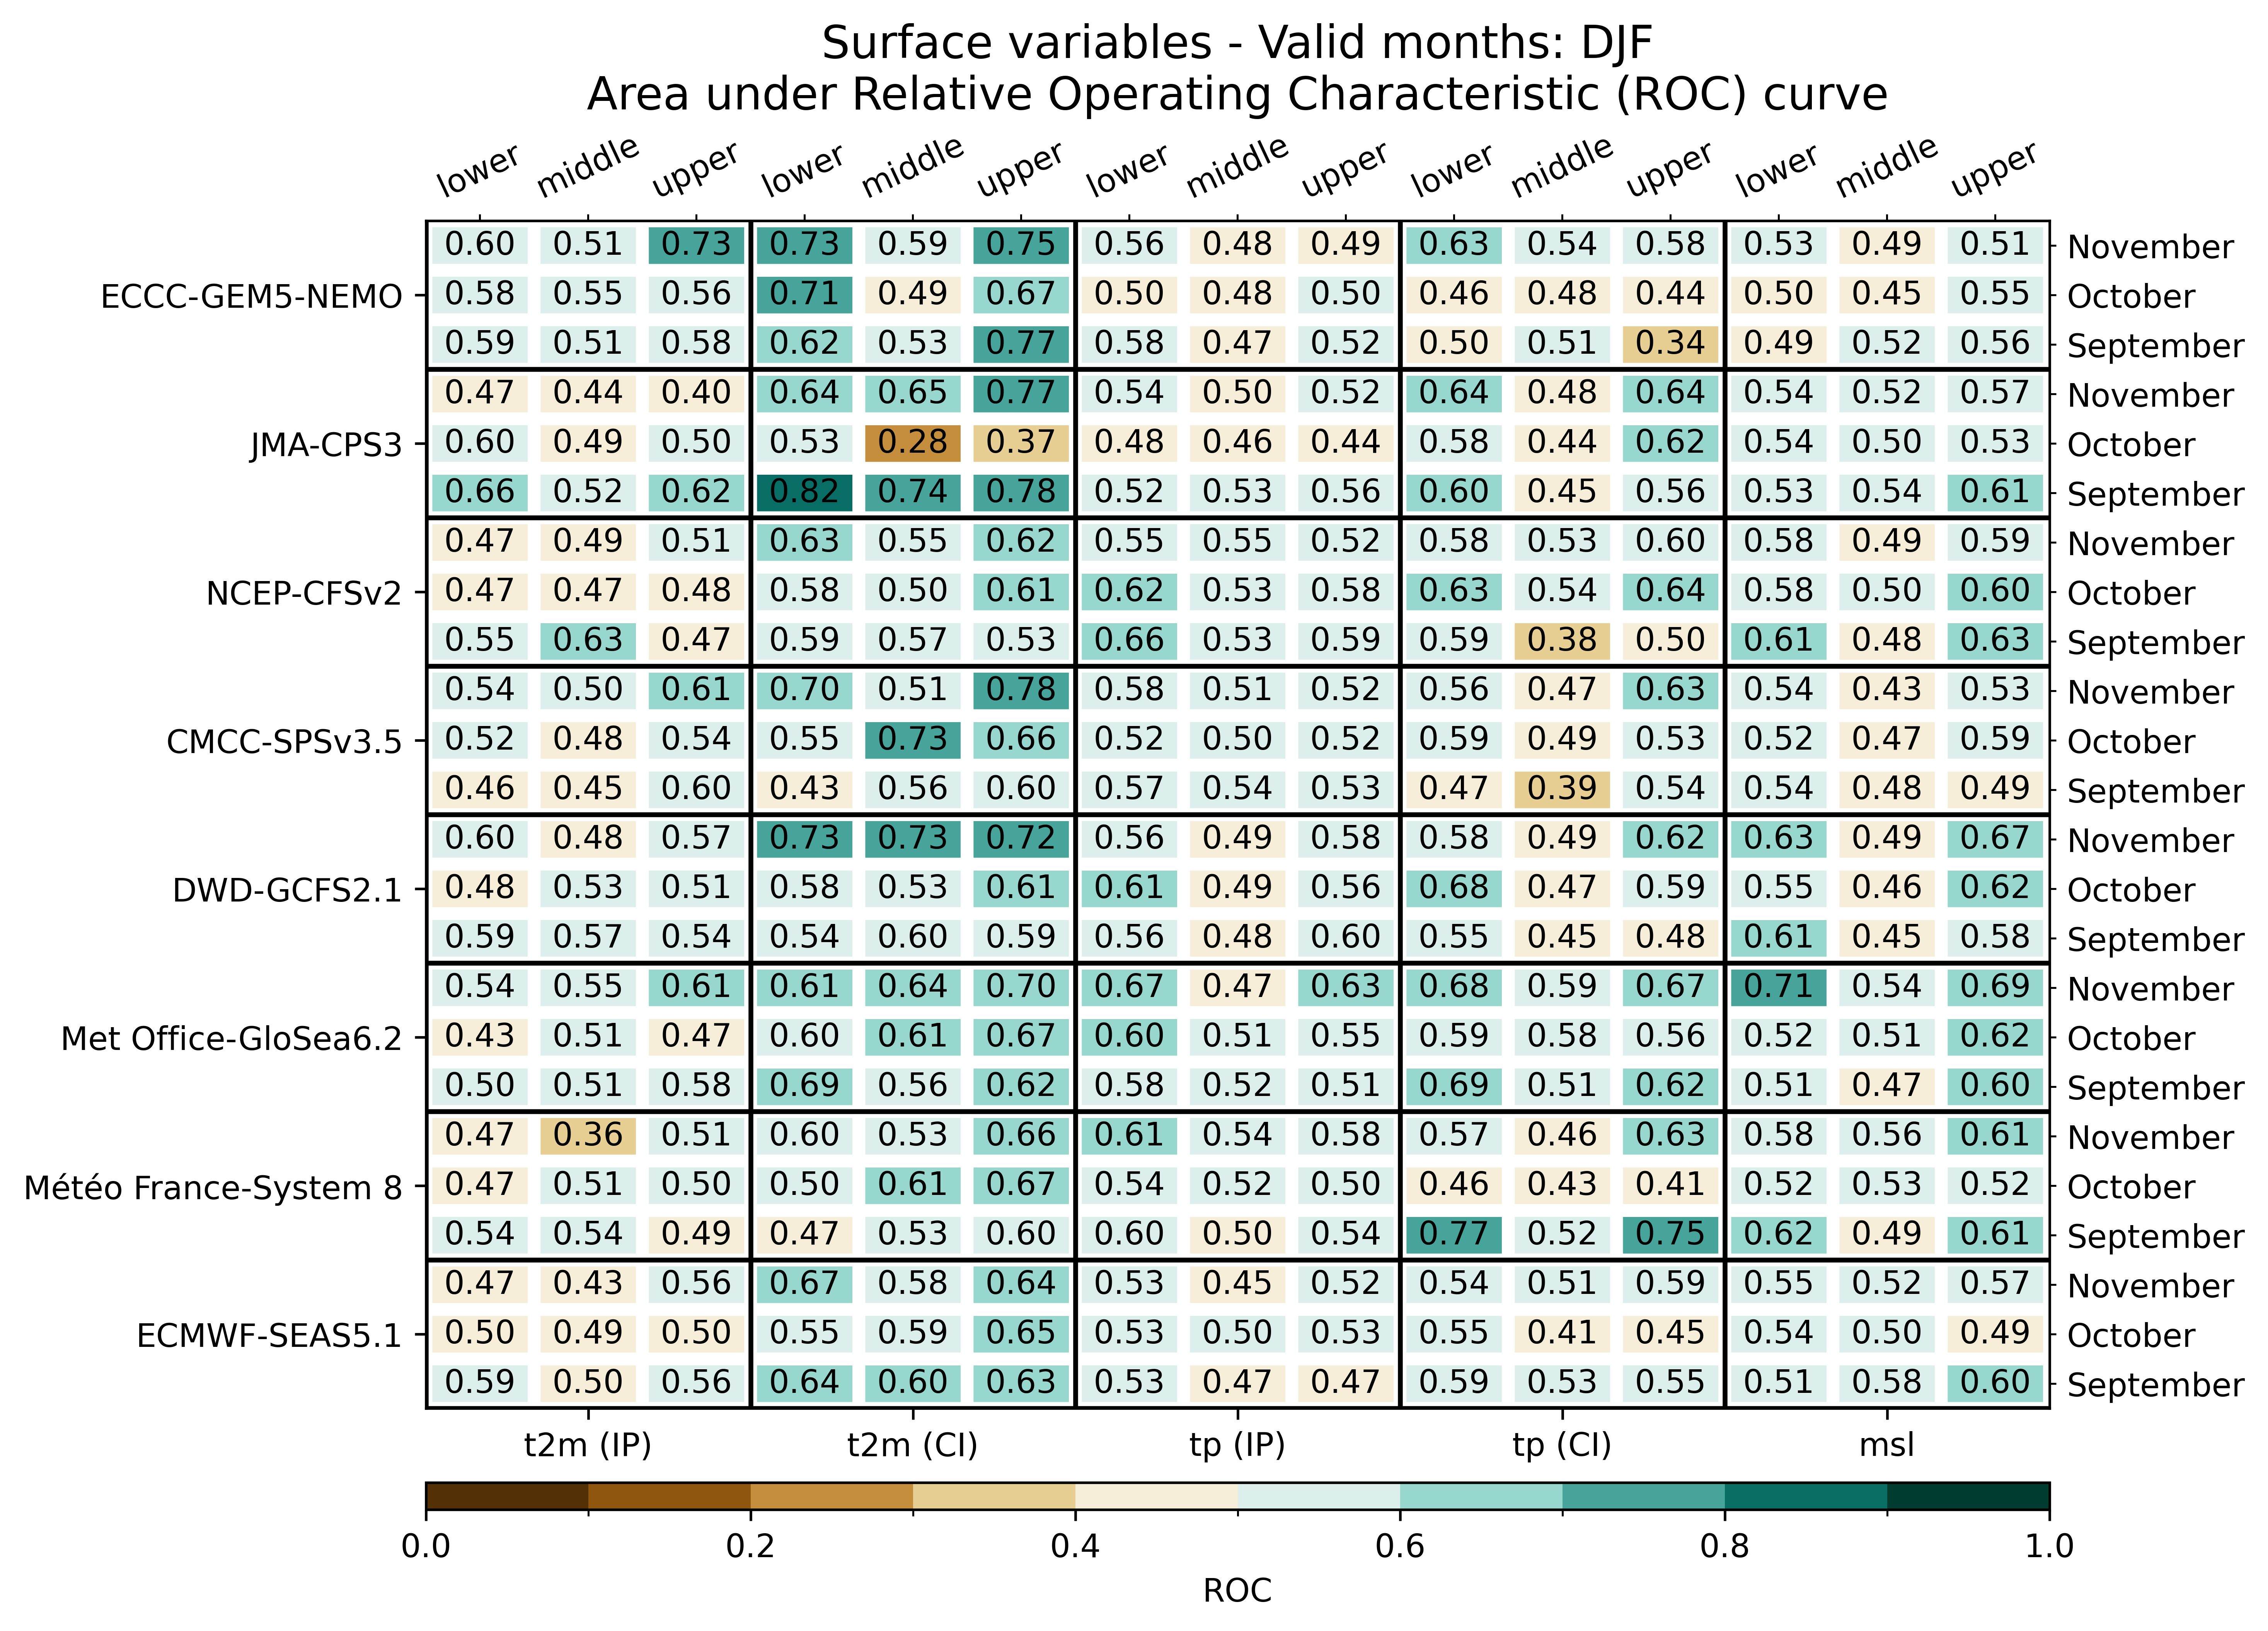 Surface variables - Valid months: DJF
Area under Relative Operating Characteristic (ROC) curve
lower middle upper lower middle upper lower middle upper lower middle upper lower middle upper
0.60 0.51 0.73 0.73 0.59 0.75 0.56 0.48 0.49 0.63 0.54 0.58 0.53 0.49 0.51 November
ECCC-GEM5-NEMO 0.58 0.55 0.56 0.71 0.49 0.67 0.50 0.48 0.50 0.46 0.48 0.44 0.50 0.45 0.55 October
0.59 0.51 0.58 0.62 0.53 0.77 0.58 0.47 0.52 0.50 0.51 0.34 0.49 0.52 0.56 September
0.47 0.44 0.40 0.64 0.65 0.77 0.54 0.50 0.52 0.64 0.48 0.64 0.54 0.52 0.57 November
JMA-CPS3 0.60 0.49 0.50 0.53 0.28 0.37 0.48 0.46 0.44 0.58 0.44 0.62 0.54 0.50 0.53 October
0.66 0.52 0.62 0.82 0.74 0.78 0.52 0.53 0.56 0.60 0.45 0.56 0.53 0.54 0.61 September
0.47 0.49 0.51 0.63 0.55 0.62 0.55 0.55 0.52 0.58 0.53 0.60 0.58 0.49 0.59 November
NCEP-CFSv2 0.47 0.47 0.48 0.58 0.50 0.61 0.62 0.53 0.58 0.63 0.54 0.64 0.58 0.50 0.60 October
0.55 0.63 0.47 0.59 0.57 0.53 0.66 0.53 0.59 0.59 0.38 0.50 0.61 0.48 0.63 September
0.54 0.50 0.61 0.70 0.51 0.78 0.58 0.51 0.52 0.56 0.47 0.63 0.54 0.43 0.53 November
CMCC-SPSv3.5 0.52 0.48 0.54 0.55 0.73 0.66 0.52 0.50 0.52 0.59 0.49 0.53 0.52 0.47 0.59 October
0.46 0.45 0.60 0.43 0.56 0.60 0.57 0.54 0.53 0.47 0.39 0.54 0.54 0.48 0.49 September
0.60 0.48 0.57 0.73 0.73 0.72 0.56 0.49 0.58 0.58 0.49 0.62 0.63 0.49 0.67 November
DWD-GCFS2.1 0.48 0.53 0.51 0.58 0.53 0.61 0.61 0.49 0.56 0.68 0.47 0.59 0.55 0.46 0.62 October
0.59 0.57 0.54 0.54 0.60 0.59 0.56 0.48 0.60 0.55 0.45 0.48 0.61 0.45 0.58 September
0.54 0.55 0.61 0.61 0.64 0.70 0.67 0.47 0.63 0.68 0.59 0.67 0.71 0.54 0.69 November
Met Office-GloSea6.2 0.43 0.51 0.47 0.60 0.61 0.67 0.60 0.51 0.55 0.59 0.58 0.56 0.52 0.51 0.62 October
0.50 0.51 0.58 0.69 0.56 0.62 0.58 0.52 0.51 0.69 0.51 0.62 0.51 0.47 0.60 September
0.47 0.36 0.51 0.60 0.53 0.66 0.61 0.54 0.58 0.57 0.46 0.63 0.58 0.56 0.61 November
Météo France-System 8 0.47 0.51 0.50 0.50 0.61 0.67 0.54 0.52 0.50 0.46 0.43 0.41 0.52 0.53 0.52 October
0.54 0.54 0.49 0.47 0.53 0.60 0.60 0.50 0.54 0.77 0.52 0.75 0.62 0.49 0.61 September
0.47 0.43 0.56 0.67 0.58 0.64 0.53 0.45 0.52 0.54 0.51 0.59 0.55 0.52 0.57 November
ECMWF-SEAS5.1 0.50 0.49 0.50 0.55 0.59 0.65 0.53 0.50 0.53 0.55 0.41 0.45 0.54 0.50 0.49 October
0.59 0.50 0.56 0.64 0.60 0.63 0.53 0.47 0.47 0.59 0.53 0.55 0.51 0.58 0.60 September
t2m (IP) t2m (CI) tp (IP) tp (CI) msl
0.0 0.2 0.4 0.6 0.8 1.0
ROC